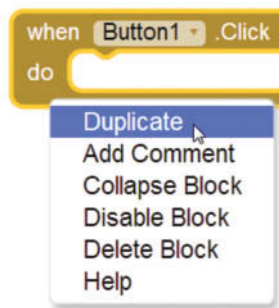 when Button1 .Click
do
Duplicate
Add Comment
Collapse Block
Disable Block
Delete Block
Help